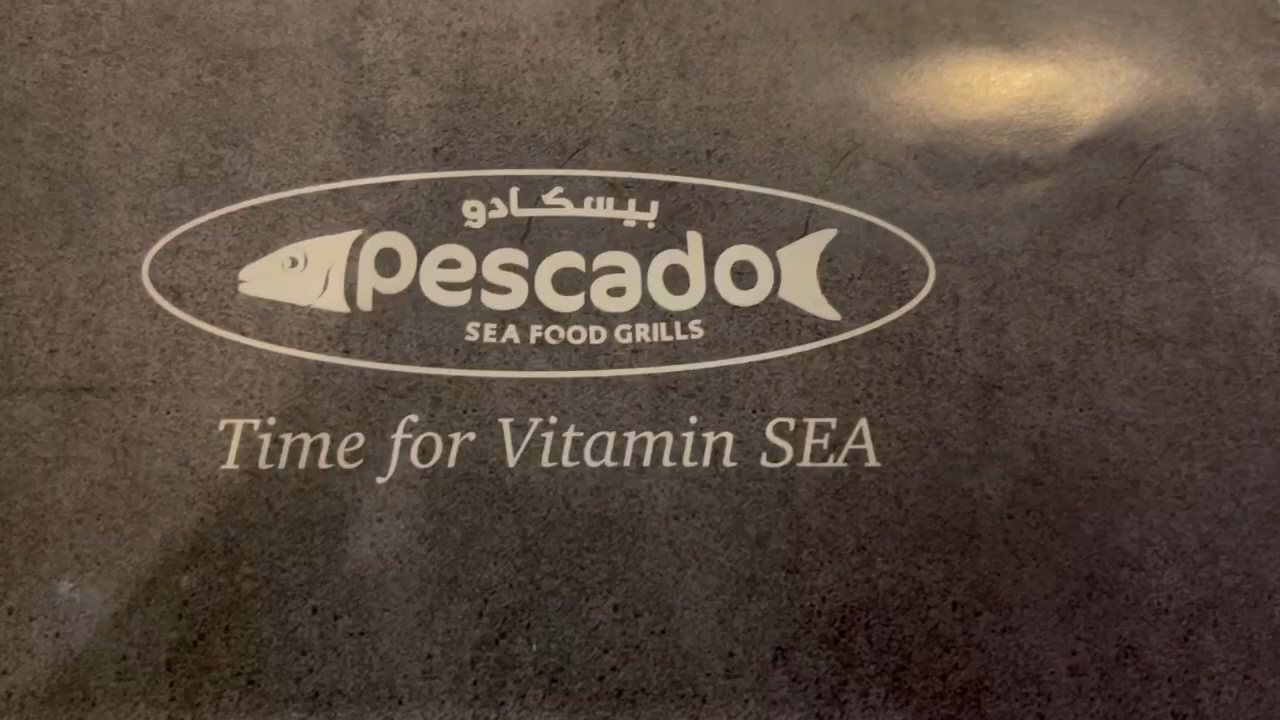 بيسكادو
pescado
SEA FOOD GRILLS
Time for Vitamin SEA